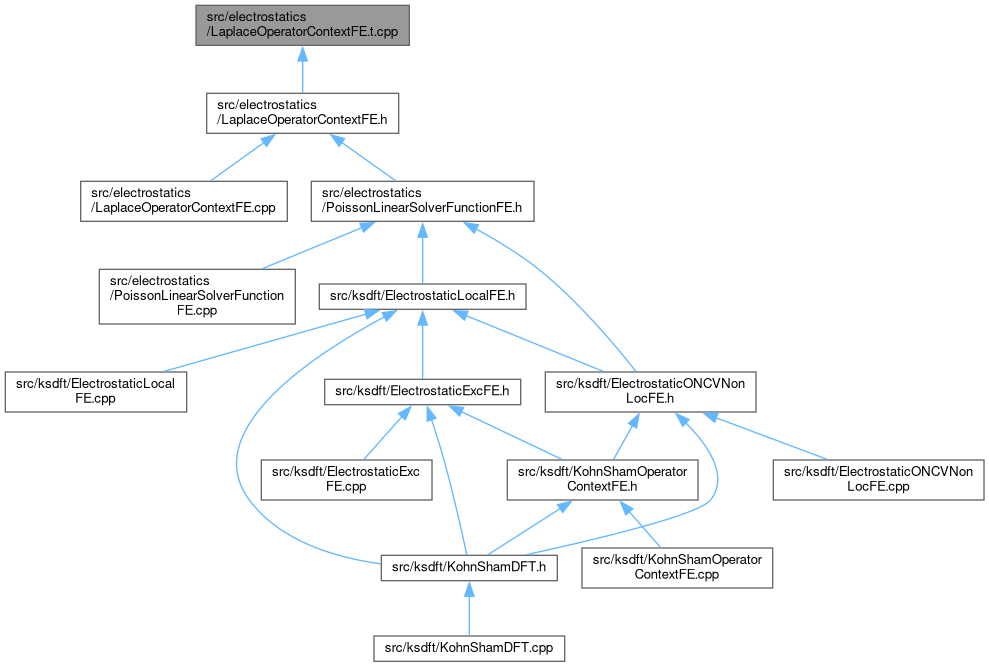 src/electrostatics
/LaplaceOperatorContextFE.t.cpp
src/electrostatics
/LaplaceOperatorContextFE.h
src/electrostatics
/LaplaceOperatorContextFE.cpp
src/electrostatics
/PoissonLinearSolverFunctionFE.h
src/electrostatics
/PoissonLinearSolverFunction
FE.cpp
src/ksdft/ElectrostaticLocalFE.h
src/ksdft/ElectrostaticLocal
FE.cpp
src/ksdft/ElectrostaticExcFE.h
src/ksdft/ElectrostaticONCVNon
LocFE.h
src/ksdft/ElectrostaticExc
FE.cpp
src/ksdft/KohnShamOperator
ContextFE.h
src/ksdft/ElectrostaticONCVNon
LocFE.cpp
src/ksdft/KohnShamDFT.h
src/ksdft/KohnShamOperator
ContextFE.cpp
src/ksdft/KohnShamDFT.cpp